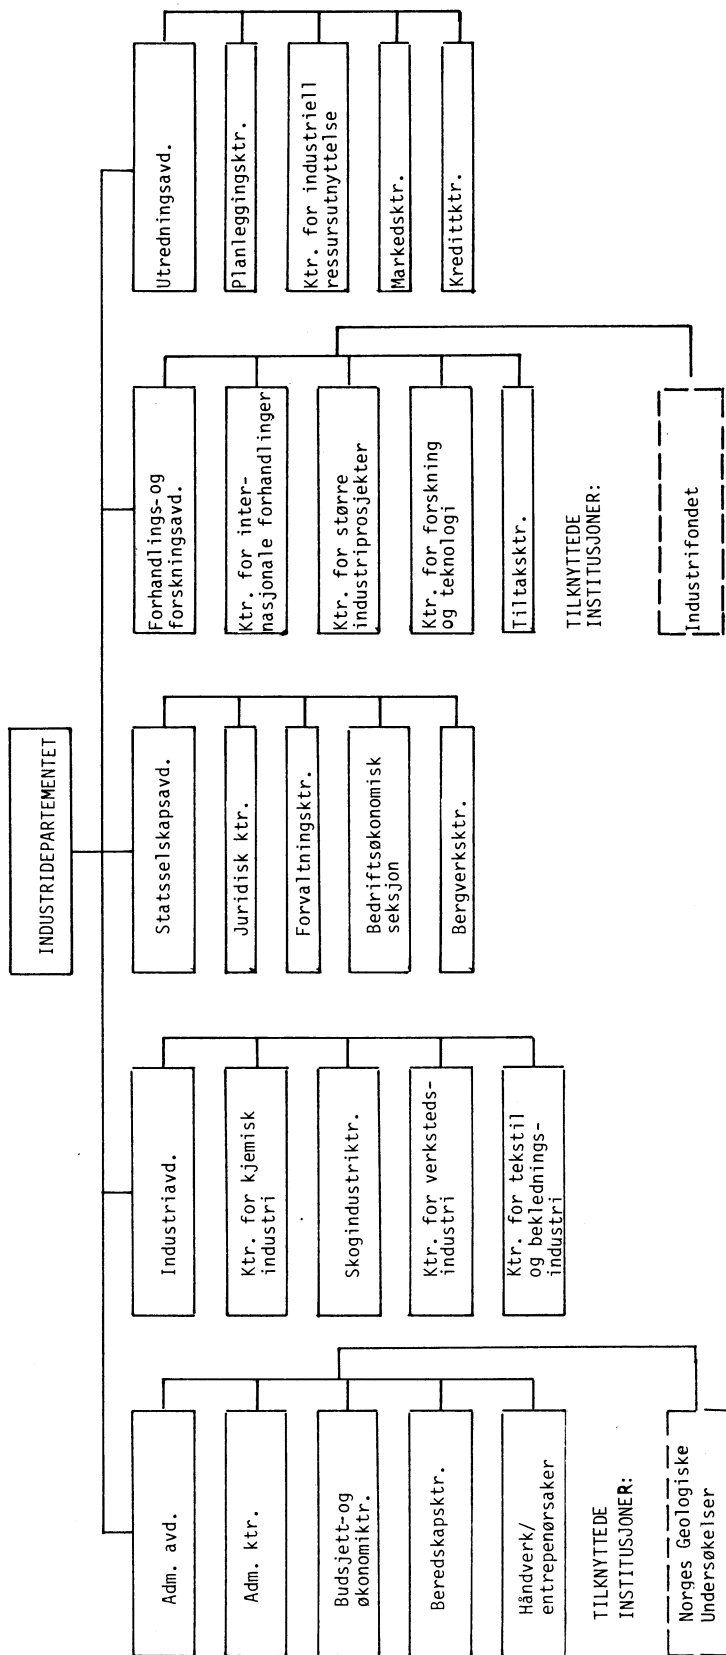 INDUSTRIDEPARTEMENTET
Adm. avd.
Adm. ktr.
Budsjett-og
økonomiktr.
Beredskapsktr.
Håndverk/
entrepenørsaker
TILKNYTTEDE
INSTITUSJONER:
Norges Geologiske
Undersøkelser
Industriavd.
Ktr. for kjemisk
industri
Skogindustriktr.
Ktr. for verksteds-
industri
Ktr. for tekstil
og beklednings-
industri
Statsselskapsavd.
Juridisk ktr.
Forvaltningsktr.
Bedriftsøkonomisk
seksjon
Bergverksktr.
Forhandlings-og
forskningsavd.
Ktr. for inter-
nasjonale forhandlinger
Ktr. for større
industriprosjekter
Ktr. for forskning
og teknologi
Tiltaksktr.
TILKNYTTEDE
INSTITUSJONER:
Industrifondet
Utredningsavd.
Planleggingsktr.
Ktr. for industriell
ressursutnyttelse
Markedsktr.
Kredittktr.